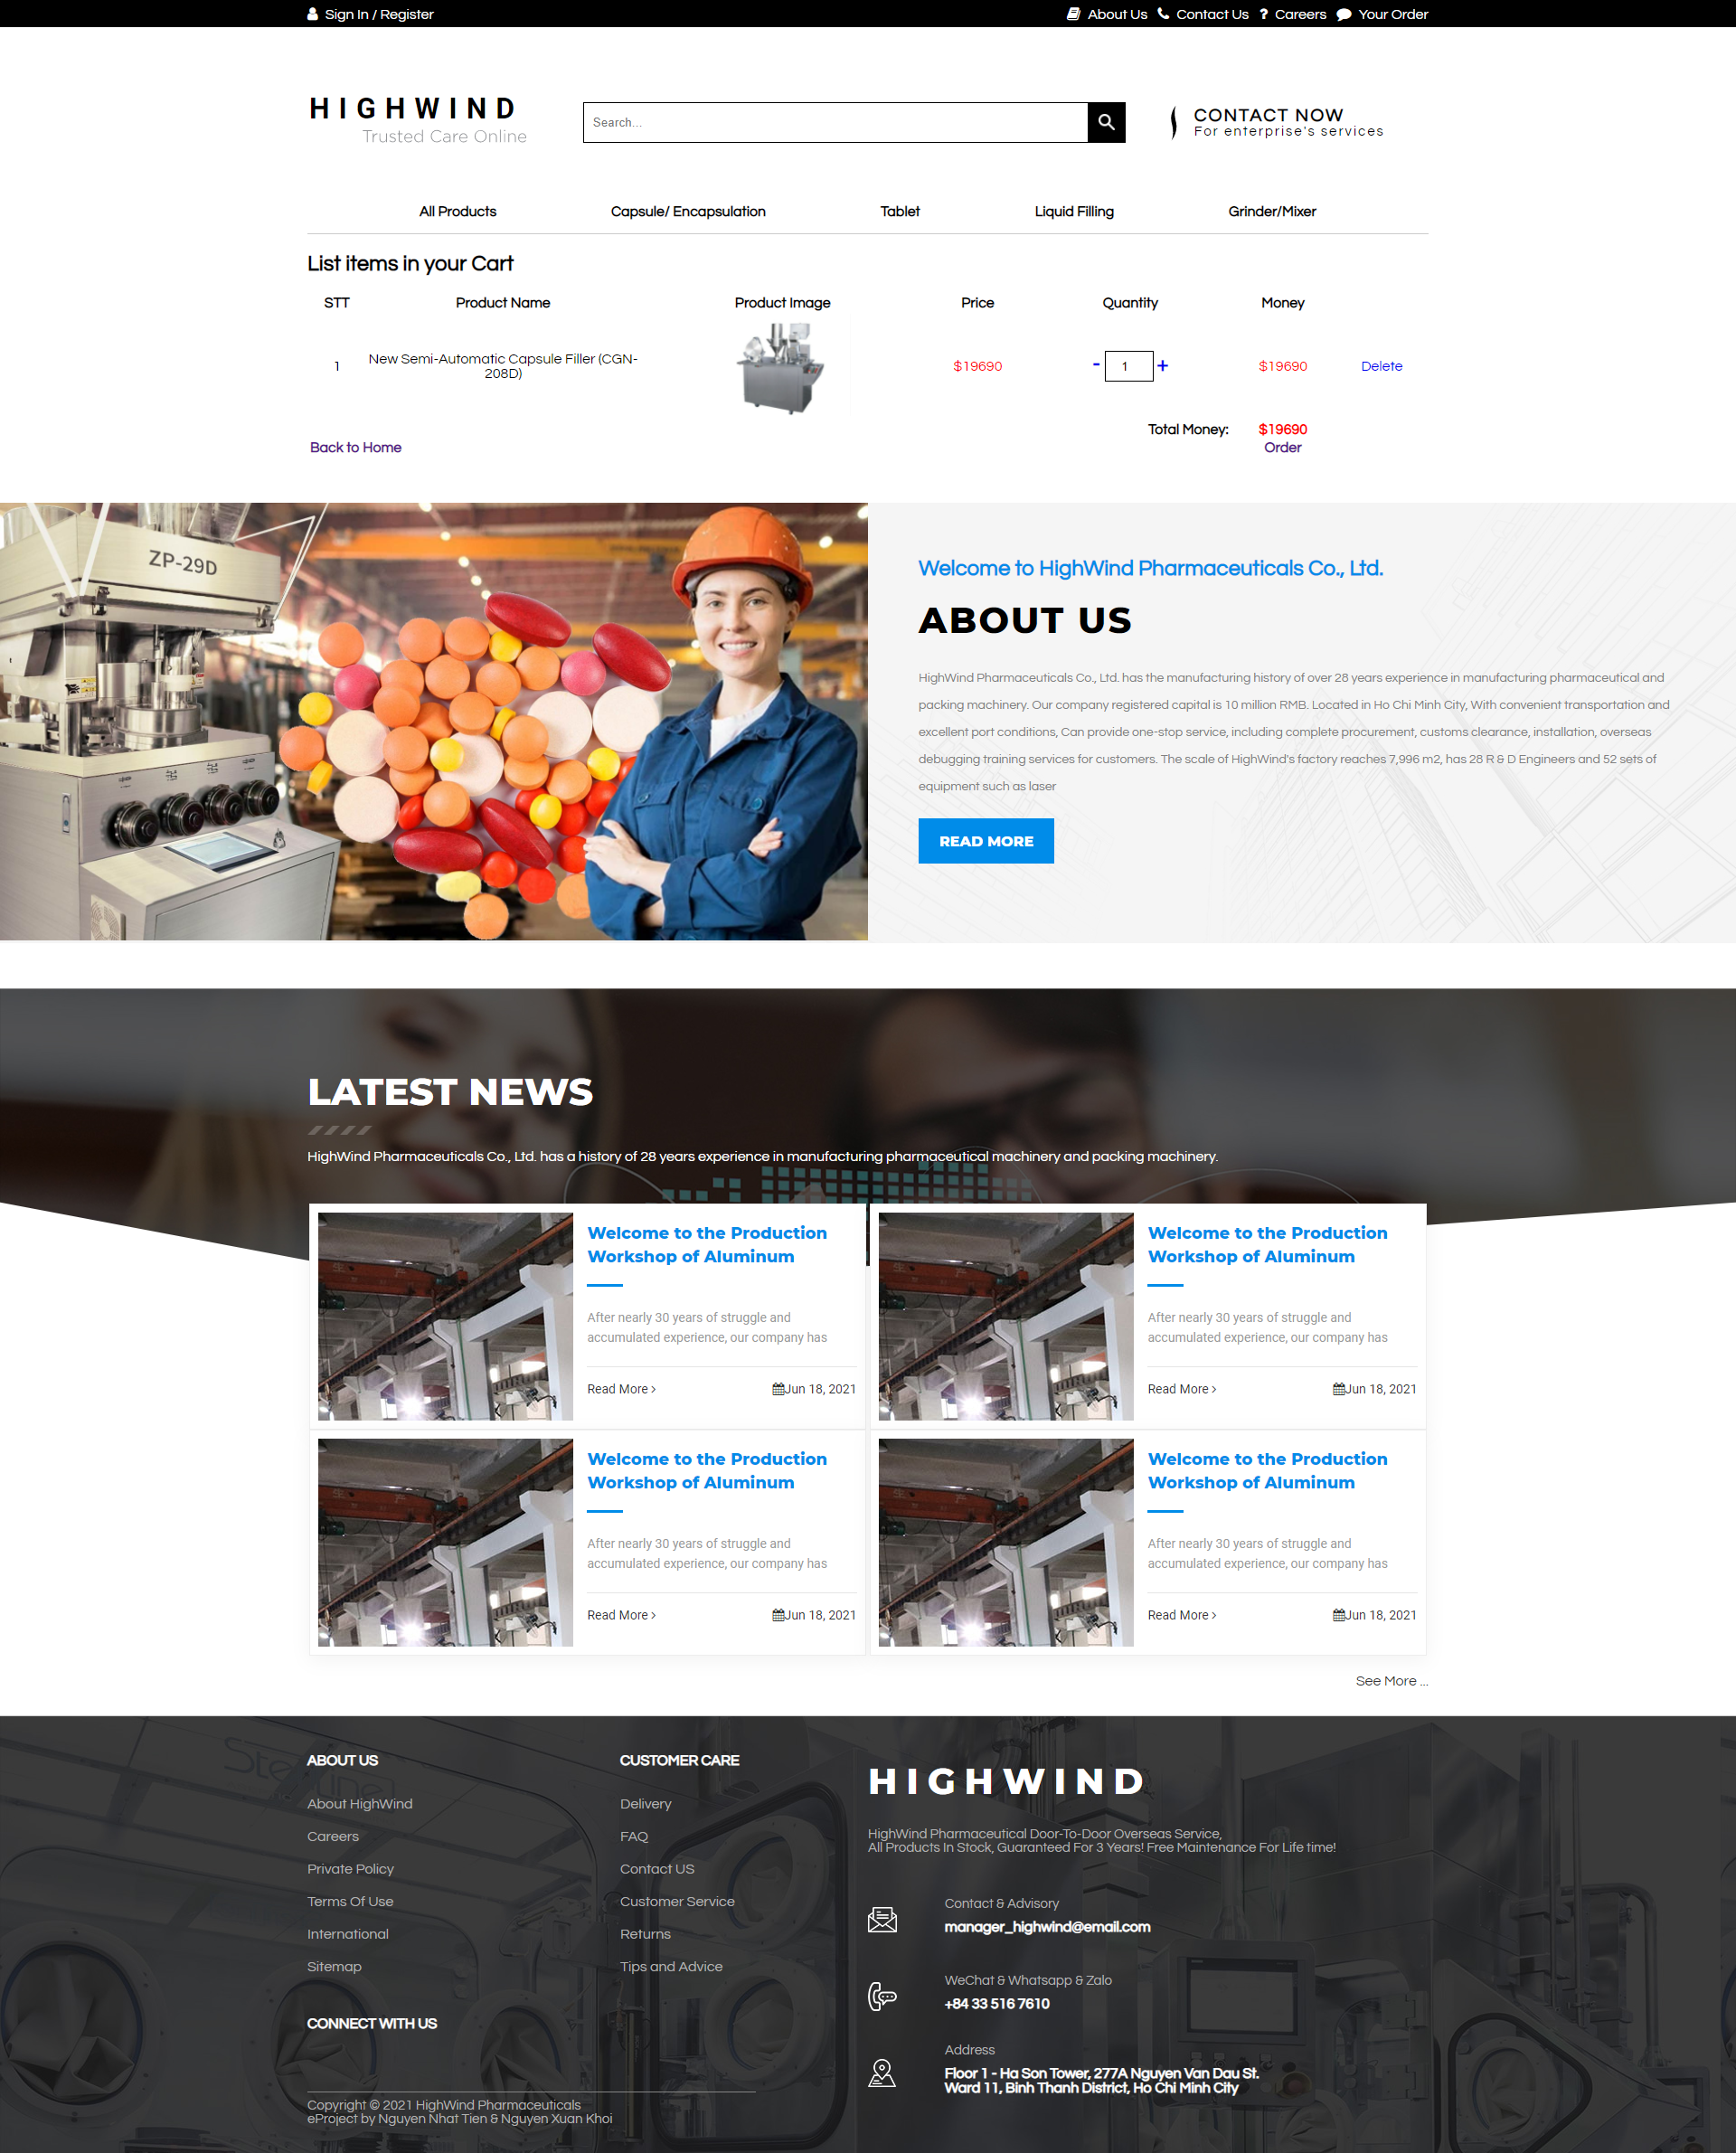 Sign In / Register
About Us Contact Us Careers Your Order
HIGHWIND
Trusted Care Online
Search...
CONTACT NOW
For enterprise's services
All Products Capsule/ Encapsulation Tablet Liquid Filling Grinder/Mixer
List items in your Cart
STT Product Name Product Image Price Quantity Money
1 New Semi-Automatic Capsule Filler (CGN-
208D)
$19690 - 1 + $19690 Delete
Total Money: $19690
Back to Home Order
ZP-29D
Welcome to HighWind Pharmaceuticals Co., Ltd.
ABOUT US
HighWind Pharmaceuticals Co., Ltd. has the manufacturing history of over 28 years experience in manufacturing pharmaceutical and
packing machinery. Our company registered capital is 10 million RMB. Located in Ho Chi Minh City, With convenient transportation and
excellent port conditions, Can provide one-stop service, including complete procurement, customs clearance, installation, overseas
debugging training services for customers. The scale of HighWind's factory reaches 7,996 m2, has 28 R & D Engineers and 52 sets of
equipment such as laser
READ MORE
LATEST NEWS
HighWind Pharmaceuticals Co., Ltd. has a history of 28 years experience in manufacturing pharmaceutical machinery and packing machinery.
Welcome to the Production
Workshop of Aluminum
After nearly 30 years of struggle and
accumulated experience, our company has
Read More Jun 18, 2021
Welcome to the Production
Workshop of Aluminum
After nearly 30 years of struggle and
accumulated experience, our company has
Read More Jun 18, 2021
Welcome to the Production
Workshop of Aluminum
After nearly 30 years of struggle and
accumulated experience, our company has
Read More Jun 18, 2021
Welcome to the Production
Workshop of Aluminum
After nearly 30 years of struggle and
accumulated experience, our company has
Read More Jun 18, 2021
See More ...
ABOUT US
About HighWind
Careers
Private Policy
Terms Of Use
International
Sitemap
CUSTOMER CARE
Delivery
FAQ
Contact US
Customer Service
Returns
Tips and Advice
CONNECT WITH US
Copyright © 2021 HighWind Pharmaceuticals
eProject by Nguyen Nhat Tien & Nguyen Xuan Khoi
HIGHWIND
HighWind Pharmaceutical Door-To-Door Overseas Service,
All Products In Stock, Guaranteed For 3 Years! Free Maintenance For Life time!
Contact & Advisory
manager_highwind@email.com
WeChat & Whatsapp & Zalo
+84 33 516 7610
Address
Floor 1 - Ha Son Tower, 277A Nguyen Van Dau St.
Ward 11, Binh Thanh District, Ho Chi Minh City